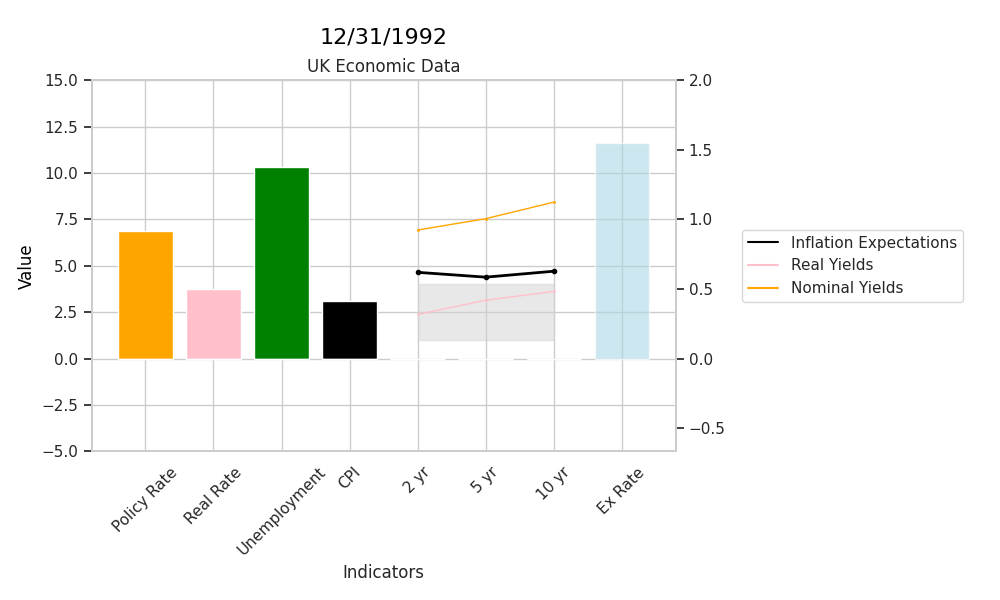 12/31/1992
UK Economic Data
Value
15.0
12.5
10.0
7.5
5.0
2.5
0.0
−2.5
−5.0
2.0
1.5
1.0
0.5
0.0
−0.5
Policy Rate
Real Rate
Unemployment
CPI
2 yr
5 yr
10 yr
Ex Rate
Indicators
Inflation Expectations
Real Yields
Nominal Yields